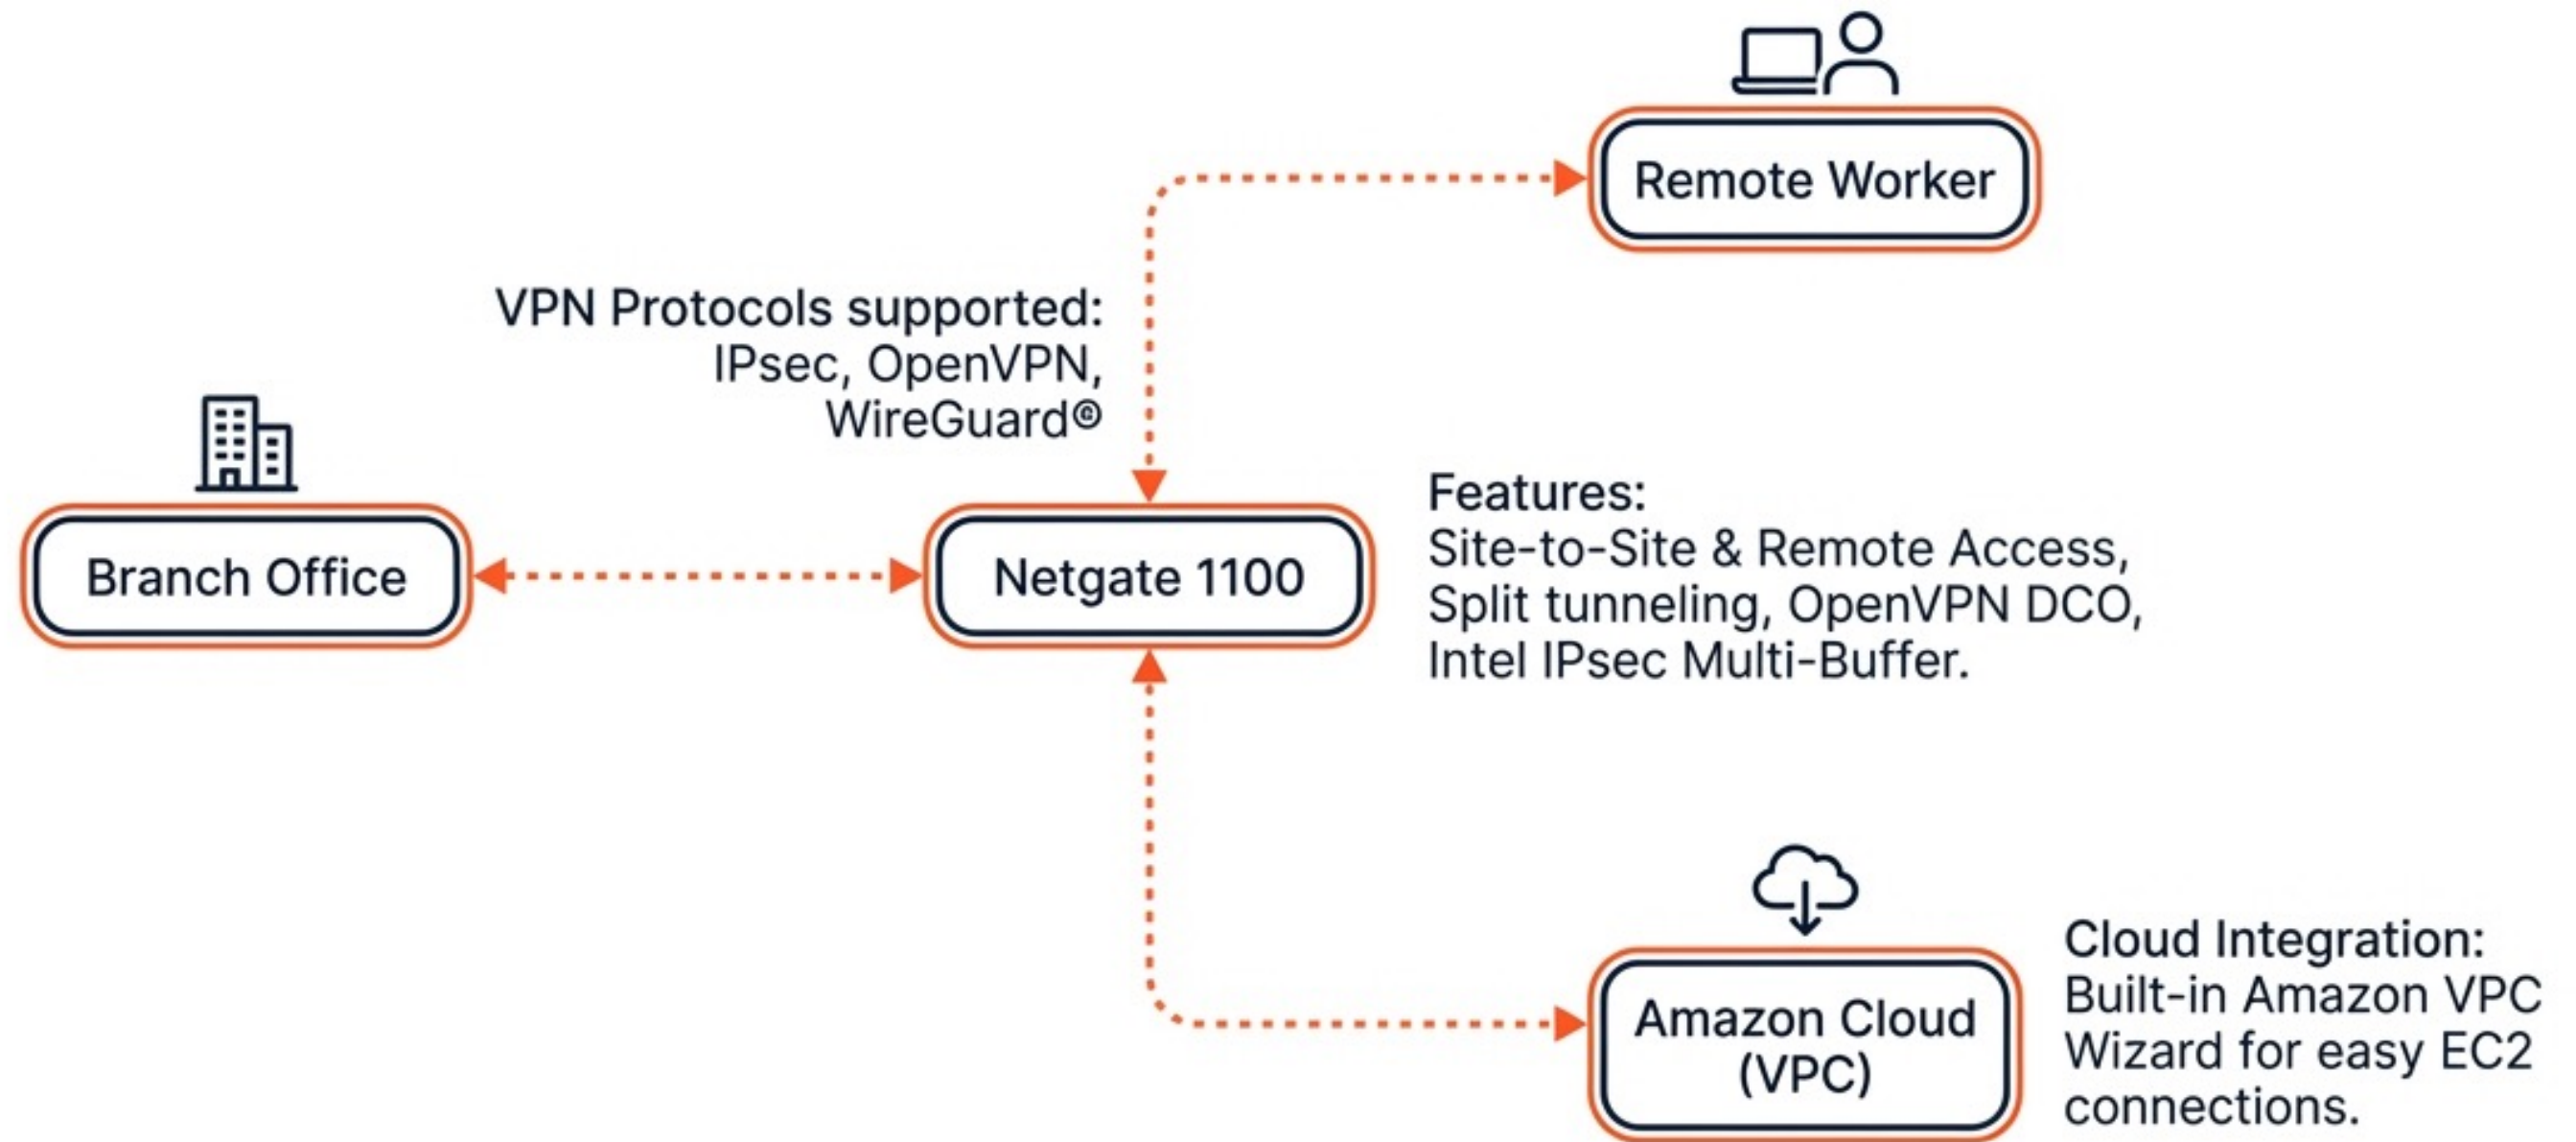 Remote Worker
VPN Protocols supported:
IPsec, OpenVPN,
WireGuard®
Branch Office
Netgate 1100
Features:
Site-to-Site & Remote Access,
Split tunneling, OpenVPN DCO,
Intel IPsec Multi-Buffer.
Amazon Cloud
(VPC)
Cloud Integration:
Built-in Amazon VPC
Wizard for easy EC2
connections.